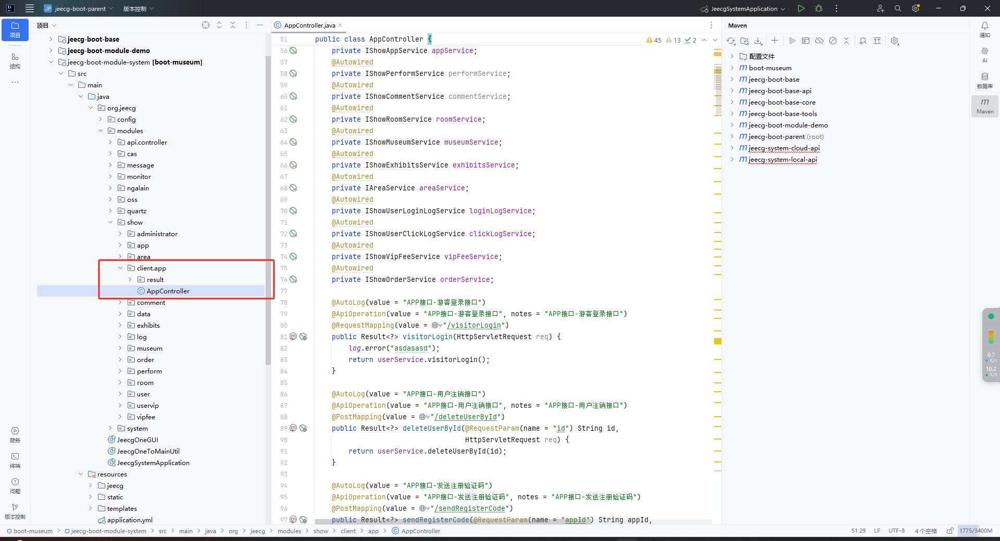 JP jeecg-boot-parent 版本控制 JeecgSystemApplication
项目 AppController.java Maven
项目
结构
服务
终端
问题
版本控制
jeecg-boot-base
jeecg-boot-module-demo
jeecg-boot-module-system [boot-museum]
src
main
java
org.jeecg
config
modules
api.controller
cas
message
monitor
ngalain
oss
quartz
show
administrator
app
area
client.app
result
AppController
comment
data
exhibits
log
museum
order
perform
room
user
uservip
vipfee
system
JeecgOneGUI
JeecgOneToMainUtil
JeecgSystemApplication
resources
jeecg
static
templates
application.yml
45 13 2
51 public class AppController {
56 private IShowAppService appService;
57 @Autowired
58 private IShowPerformService performService;
59 @Autowired
60 private IShowCommentService commentService;
61 @Autowired
62 private IShowRoomService roomService;
63 @Autowired
64 private IShowMuseumService museumService;
65 @Autowired
66 private IShowExhibitsService exhibitsService;
67 @Autowired
68 private IAreaService areaService;
69 @Autowired
70 private IShowUserLoginLogService loginLogService;
71 @Autowired
72 private IShowUserClickLogService clickLogService;
73 @Autowired
74 private IShowVipFeeService vipFeeService;
75 @Autowired
76 private IShowOrderService orderService;
77
78 @AutoLog(value = "APP接口-游客登录接口")
79 @ApiOperation(value = "APP接口-游客登录接口", notes = "APP接口-游客登录接口")
80 @RequestMapping(value = "/visitorLogin")
81 public Result<?> visitorLogin(HttpServletRequest req) {
82 log.error("asdasasd");
83 return userService.visitorLogin();
84 }
85
86 @AutoLog(value = "APP接口-用户注销接口")
87 @ApiOperation(value = "APP接口-用户注销接口", notes = "APP接口-用户注销接口")
88 @PostMapping(value = "/deleteUserById")
89 public Result<?> deleteUserById(@RequestParam(name = "id") String id,
90 HttpServletRequest req) {
91 return userService.deleteUserById(id);
92 }
93
94 @AutoLog(value = "APP接口-发送注册验证码")
95 @ApiOperation(value = "APP接口-发送注册验证码", notes = "APP接口-发送注册验证码")
96 @PostMapping(value = "/sendRegisterCode")
97 public Result<?> sendRegisterCode(@RequestParam(name = "appId") String appId,
配置文件
boot-museum
jeecg-boot-base
jeecg-boot-base-api
jeecg-boot-base-core
jeecg-boot-base-tools
jeecg-boot-module-demo
jeecg-boot-parent (root)
jeecg-system-cloud-api
jeecg-system-local-api
通知
AI
数据库
Maven
0.7
K/s
10.2
K/s
boot-museum jeecg-boot-module-system src main java org jeecg modules show client app AppController 51:29 LF UTF-8 4 个空格 1775/3400M